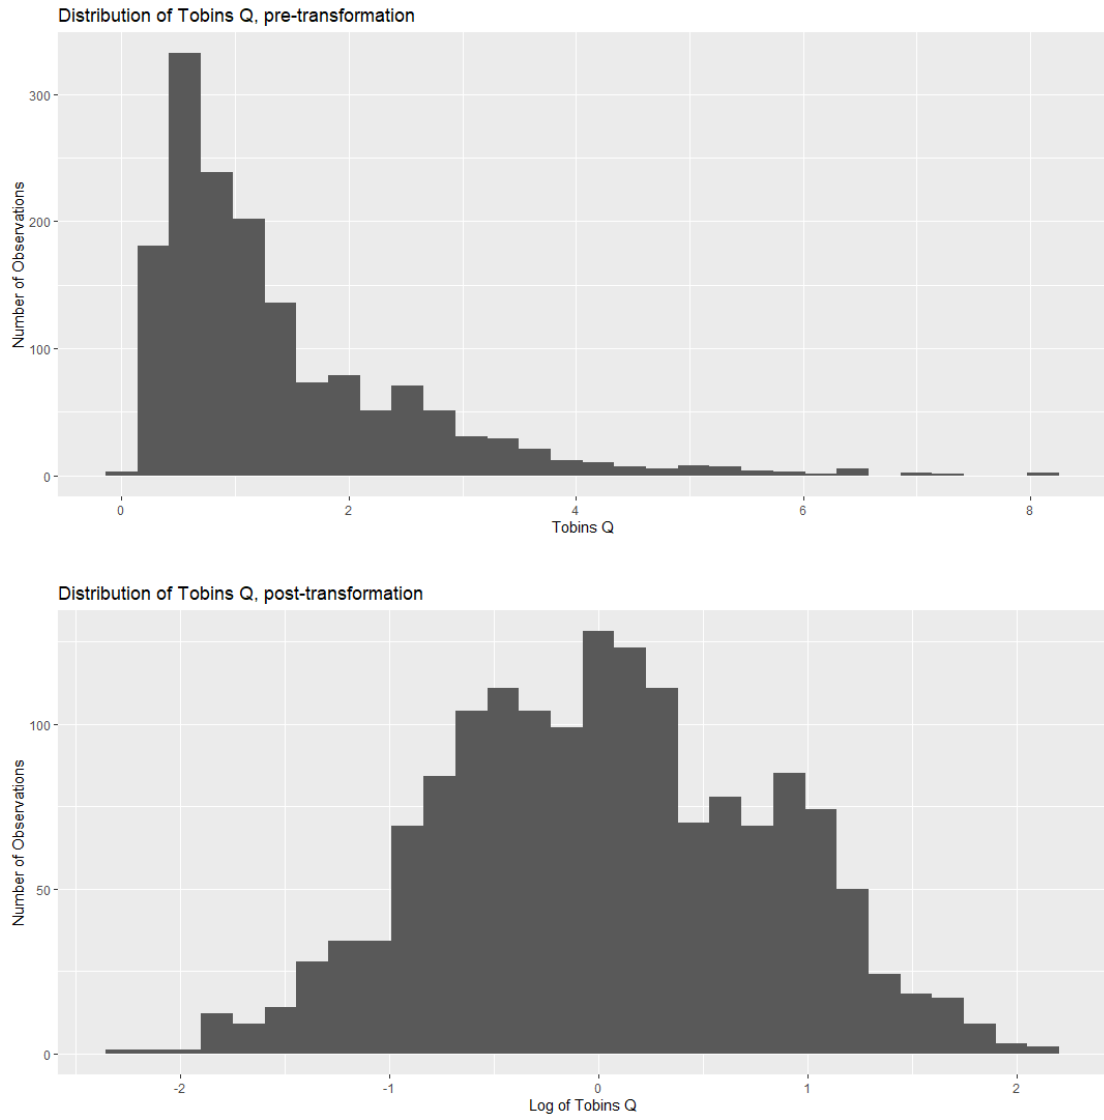 Distribution of Tobins Q, pre-transformation
Number of Observations
300
200
100
0
0 2 4 6 8
Tobins Q
Distribution of Tobins Q, post-transformation
Number of Observations
100
50
0
-2 -1 0 1 2
Log of Tobins Q